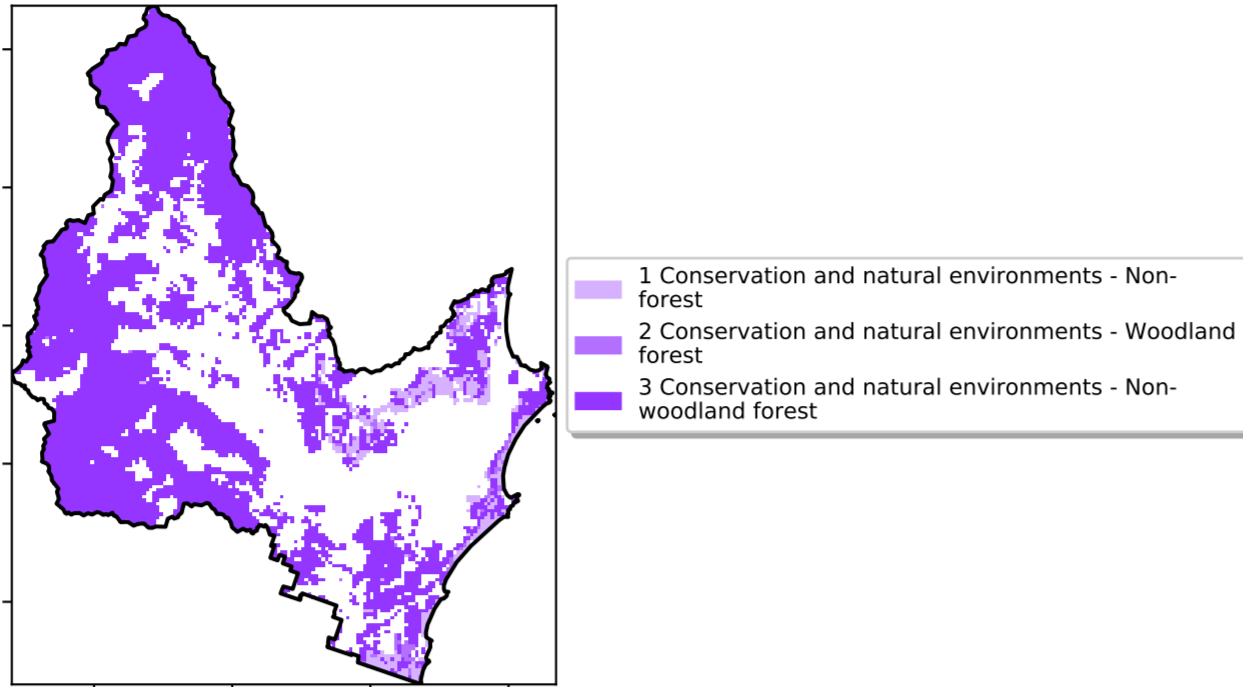 1 Conservation and natural environments - Non-
forest
2 Conservation and natural environments - Woodland
forest
3 Conservation and natural environments - Non-
woodland forest